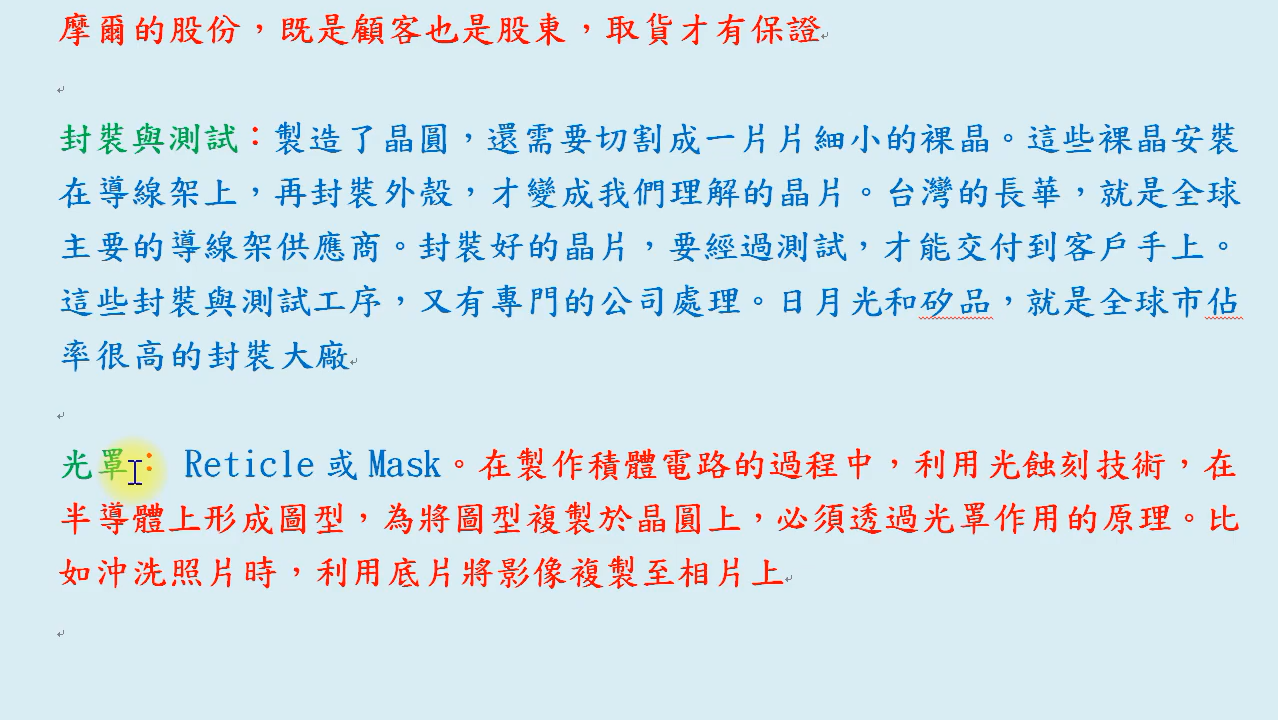 摩爾的股份，既是顧客也是股東，取貨才有保證
封裝與測試：製造了晶圓，還需要切割成一片片細小的裸晶。這些裸晶安裝
在導線架上，再封裝外殼，才變成我們理解的晶片。台灣的長華，就是全球
主要的導線架供應商。封裝好的晶片，要經過測試，才能交付到客戶手上。
這些封裝與測試工序，又有專門的公司處理。日月光和矽品，就是全球市佔
率很高的封裝大廠
光罩： Reticle 或 Mask。在製作積體電路的過程中，利用光蝕刻技術，在
半導體上形成圖型，為將圖型複製於晶圓上，必須透過光罩作用的原理。比
如沖洗照片時，利用底片將影像複製至相片上